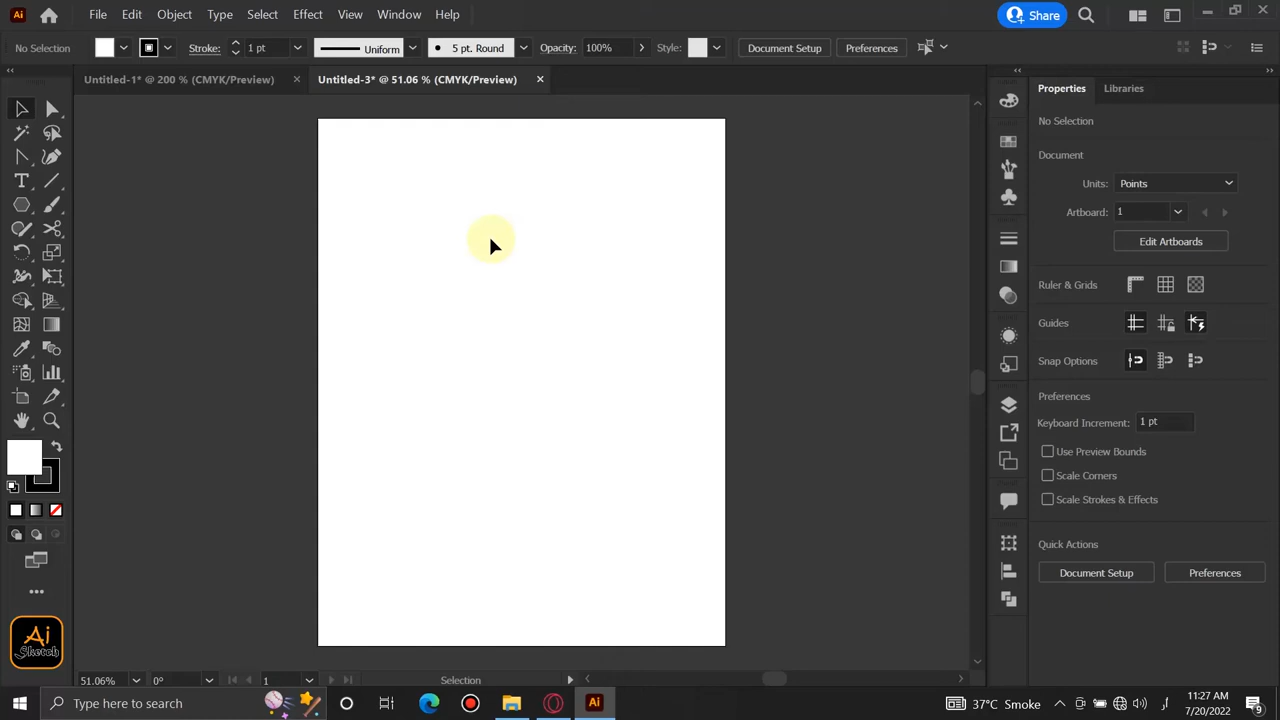 Ai File Edit Object Type Select Effect View Window Help Share
No Selection Stroke: 1 pt Uniform 5 pt. Round Opacity: 100% Style: Document Setup Preferences
Untitled-1* @ 200 % (CMYK/Preview) × Untitled-3* @ 51.06 % (CMYK/Preview) ×
Properties Libraries
No Selection
Document
Units: Points
Artboard: 1
Edit Artboards
Ruler & Grids
Guides
Snap Options
Preferences
Keyboard Increment: 1 pt
Use Preview Bounds
Scale Corners
Scale Strokes & Effects
Quick Actions
Document Setup Preferences
Ai
Sketch
51.06% 0° 1 Selection
Type here to search Ai 37°C Smoke 11:27 AM
7/20/2022 9